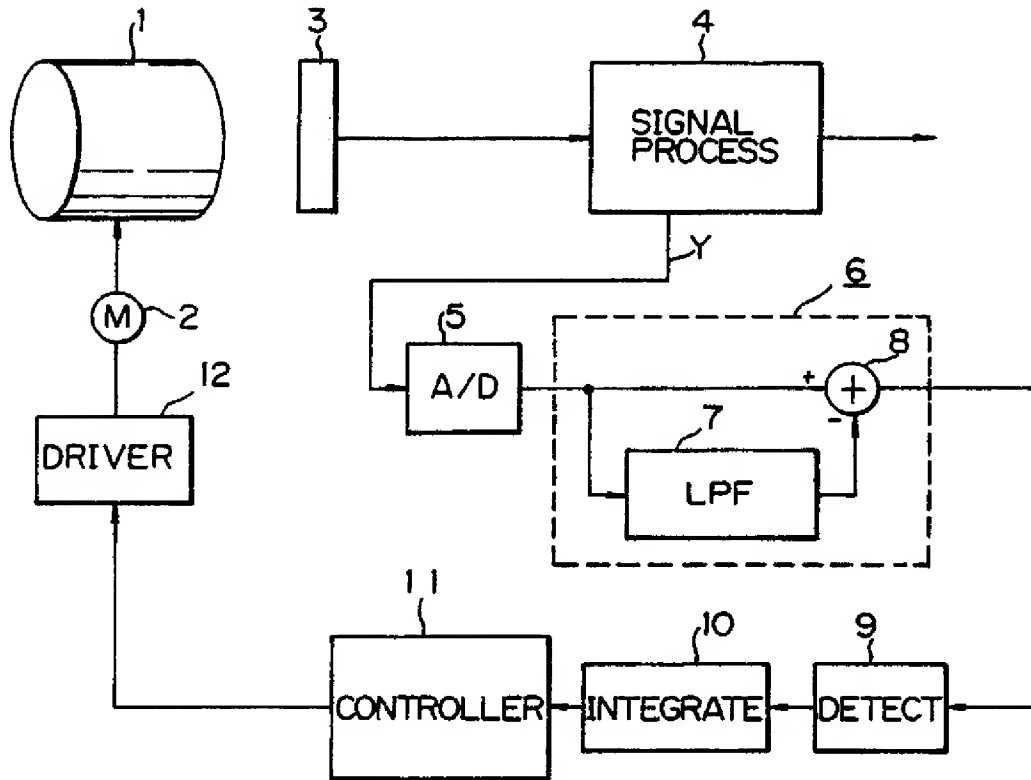 1
3
4
SIGNAL
PROCESS
Y
M
2
5
A/D
6
8
+
+
-
7
LPF
12
DRIVER
11
CONTROLLER
10
INTEGRATE
9
DETECT